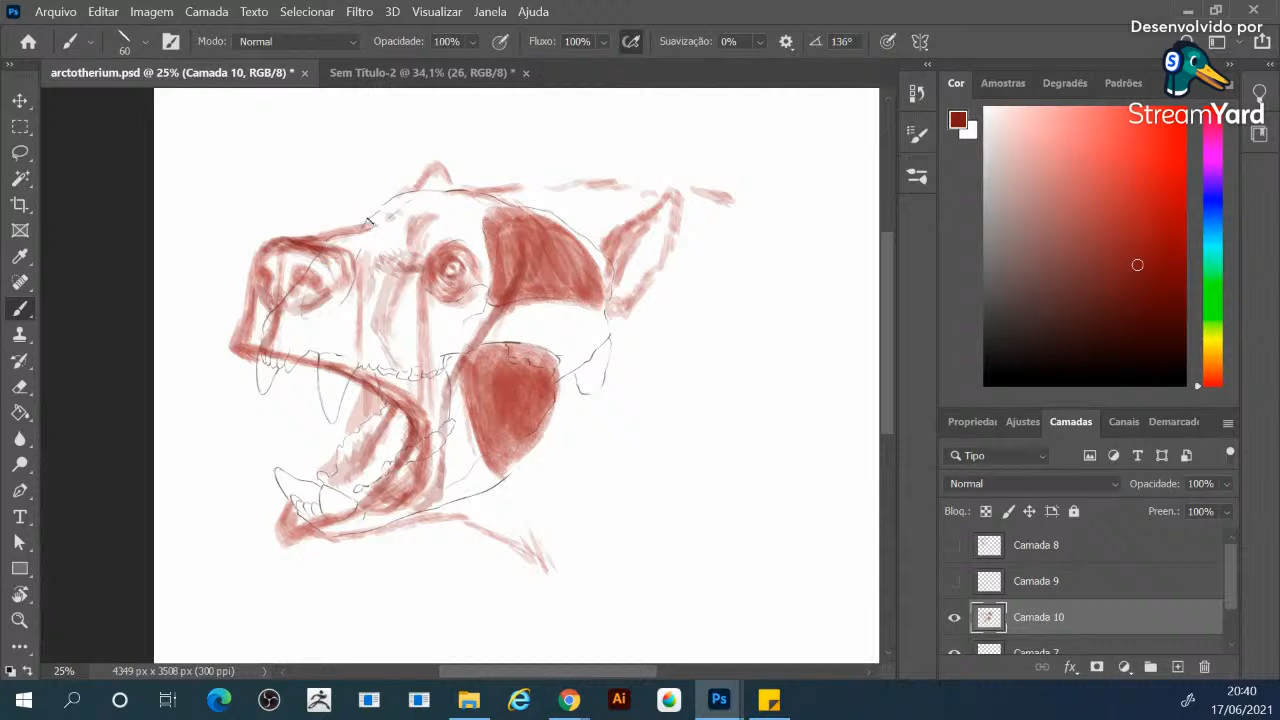 Arquivo Editar Imagem Camada Texto Selecionar Filtro 3D Visualizar Janela Ajuda
Desenvolvido por
StreamYard
60 Modo: Normal Opacidade: 100% Fluxo: 100% Suavização: 0% 136°
arctotherium.psd @ 25% (Camada 10, RGB/8) * × Sem Título-2 @ 34,1% (26, RGB/8) * ×
Cor Amostras Degradês Padrões
Propriedac Ajustes Camadas Canais Demarcadc
Tipo
Normal Opacidade: 100%
Bloq.: Preen.: 100%
Camada 8
Camada 9
Camada 10
Camada 7
25% 4349 px x 3508 px (300 ppi)
20:40
17/06/2021